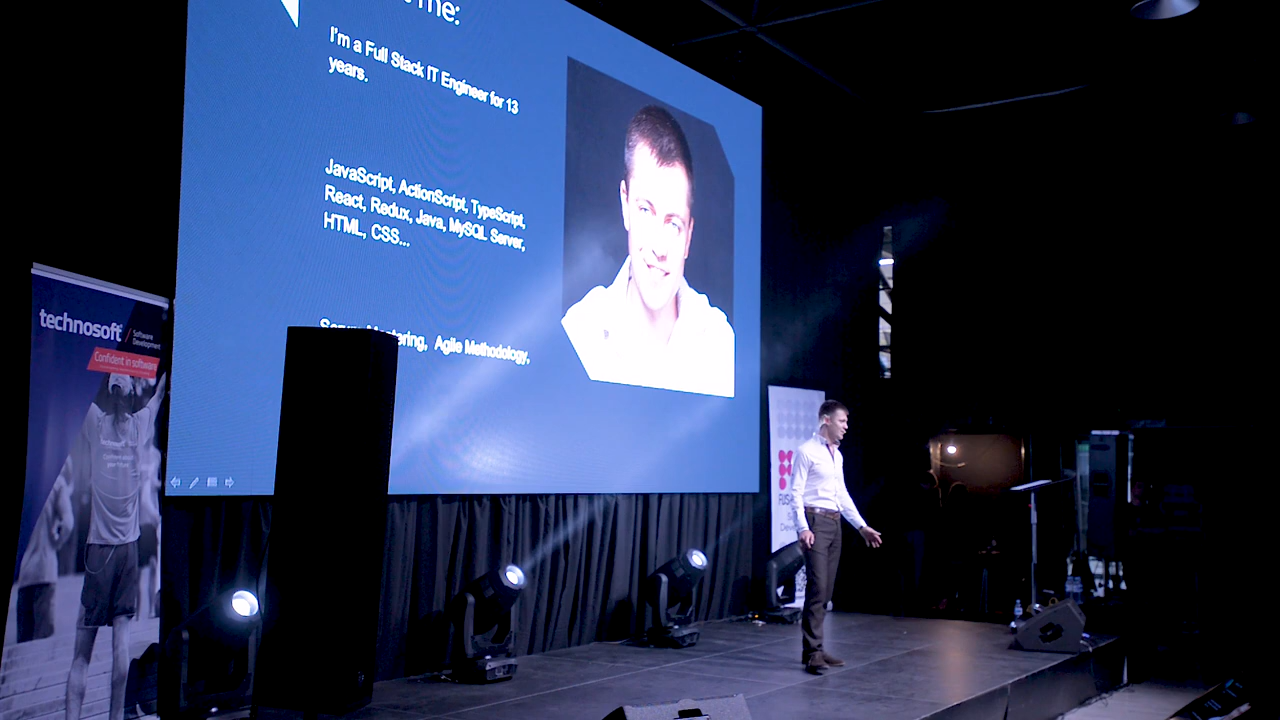 me:
I'm a Full Stack IT Engineer for 13
years.
JavaScript, ActionScript, TypeScript,
React, Redux, Java, MySQL Server,
HTML, CSS...
Agile Methodology,
technosoft
Software
Development
Confident in software